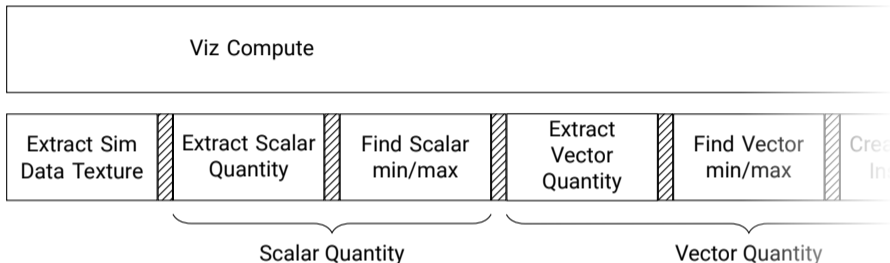 Viz Compute
Extract Sim
Data Texture
Extract Scalar
Quantity
Find Scalar
min/max
Extract
Vector
Quantity
Find Vector
min/max
Scalar Quantity
Vector Quantity